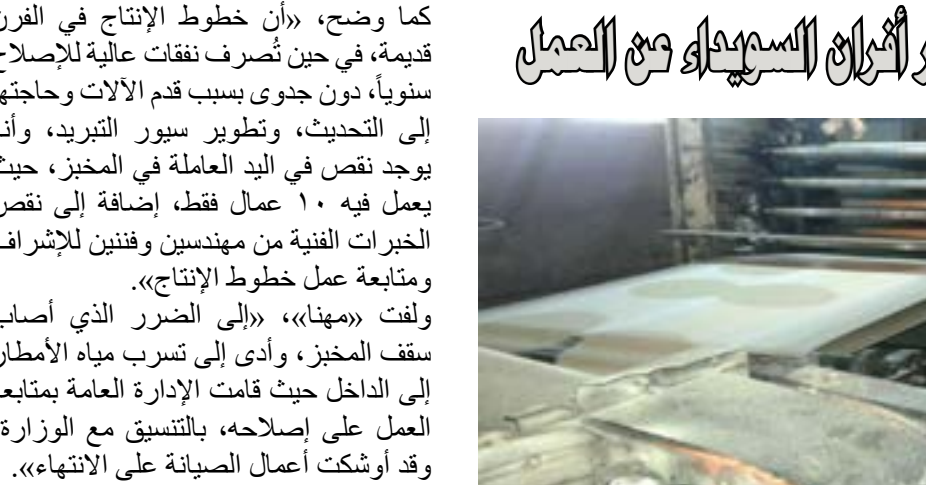 أفران السويداء عن العمل
كما وضح، «أن خطوط الإنتاج في الفرن
قديمة، في حين تُصرف نفقات عالية للإصلاح
سنوياً، دون جدوى بسبب قدم الآلات وحاجتها
إلى التحديث، وتطوير سيور التبريد، وأنه
يوجد نقص في اليد العاملة في المخبز، حيث
يعمل فيه ١٠ عمال فقط، إضافة إلى نقص
الخبرات الفنية من مهندسين وفننين للإشراف
ومتابعة عمل خطوط الإنتاج».
ولفت «مهنا»، «إلى الضرر الذي أصاب
سقف المخبز، وأدى إلى تسرب مياه الأمطار
إلى الداخل حيث قامت الإدارة العامة بمتابعة
العمل على إصلاحه، بالتنسيق مع الوزارة
وقد أوشكت أعمال الصيانة على الانتهاء».